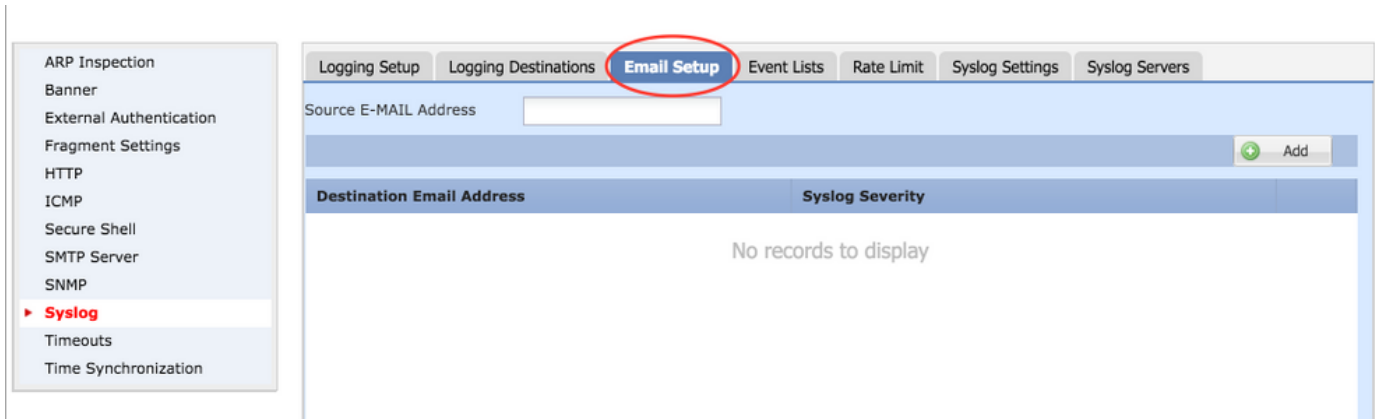 ARP Inspection
Banner
External Authentication
Fragment Settings
HTTP
ICMP
Secure Shell
SMTP Server
SNMP
Syslog
Timeouts
Time Synchronization
Logging Setup Logging Destinations Email Setup Event Lists Rate Limit Syslog Settings Syslog Servers
Source E-MAIL Address
Add
Destination Email Address Syslog Severity
No records to display